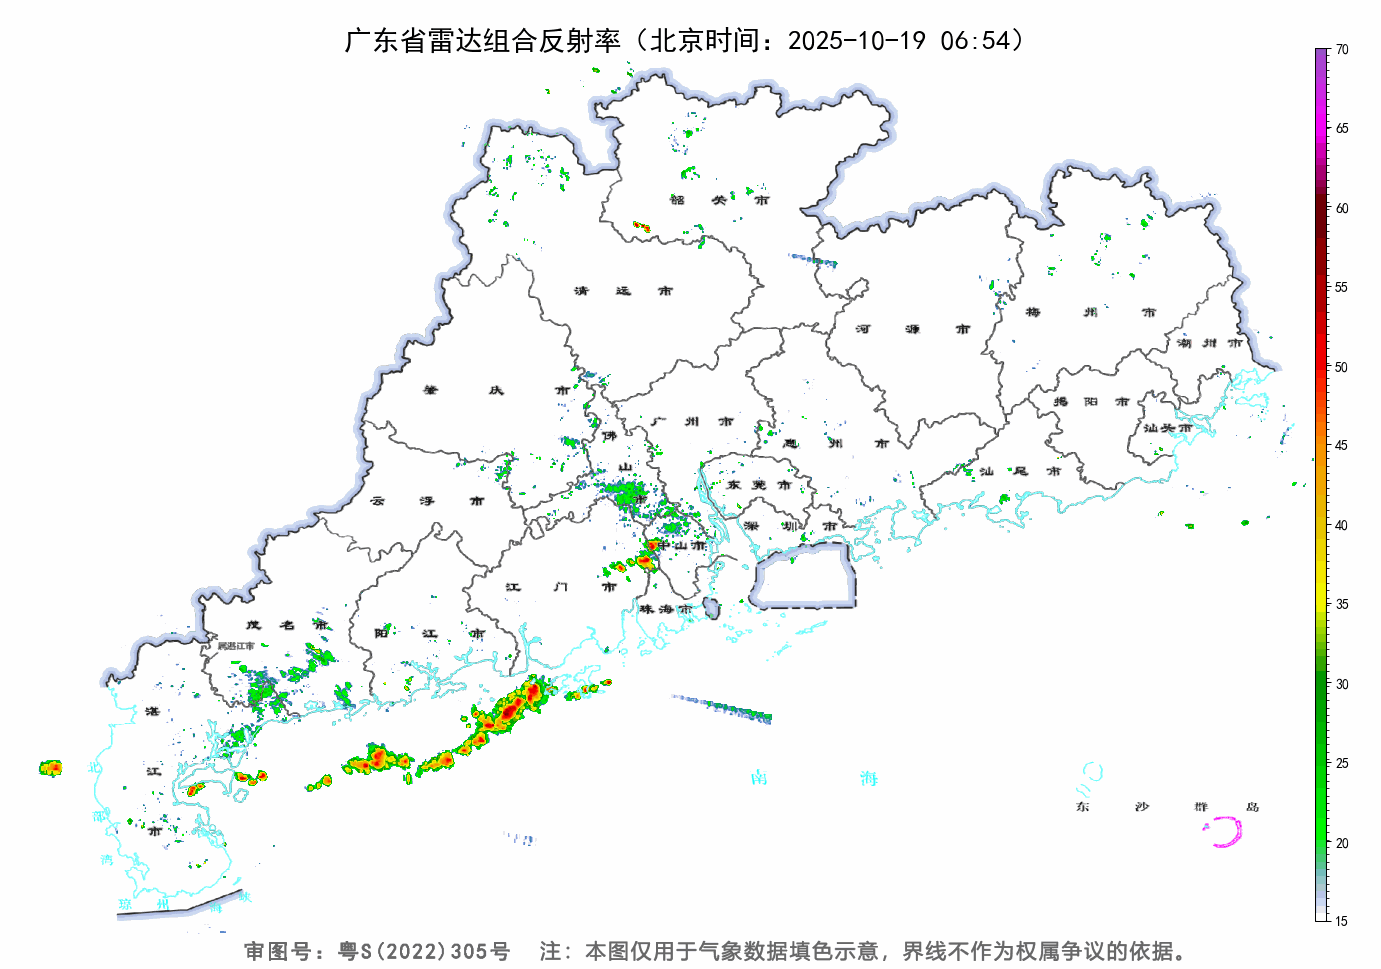 广东省雷达组合反射率（北京时间：2025-10-19 06:54）
70
65
60
55
50
45
40
35
30
25
20
15
韶 关 市
清 远 市
河 源 市
梅 州 市
潮 州 市
肇 庆 市
揭 阳 市
广 州 市
汕头市
佛 山 市
惠 州 市
汕 尾 市
东 莞 市
云 浮 市
深 圳 市
中山市
江 门 市
珠海市
茂 名 市
阳 江 市
属湛江市
湛 江 市
北 部 湾
南 海
东 沙 群 岛
琼 州 海 峡
审图号：粤S(2022)305号 注：本图仅用于气象数据填色示意，界线不作为权属争议的依据。